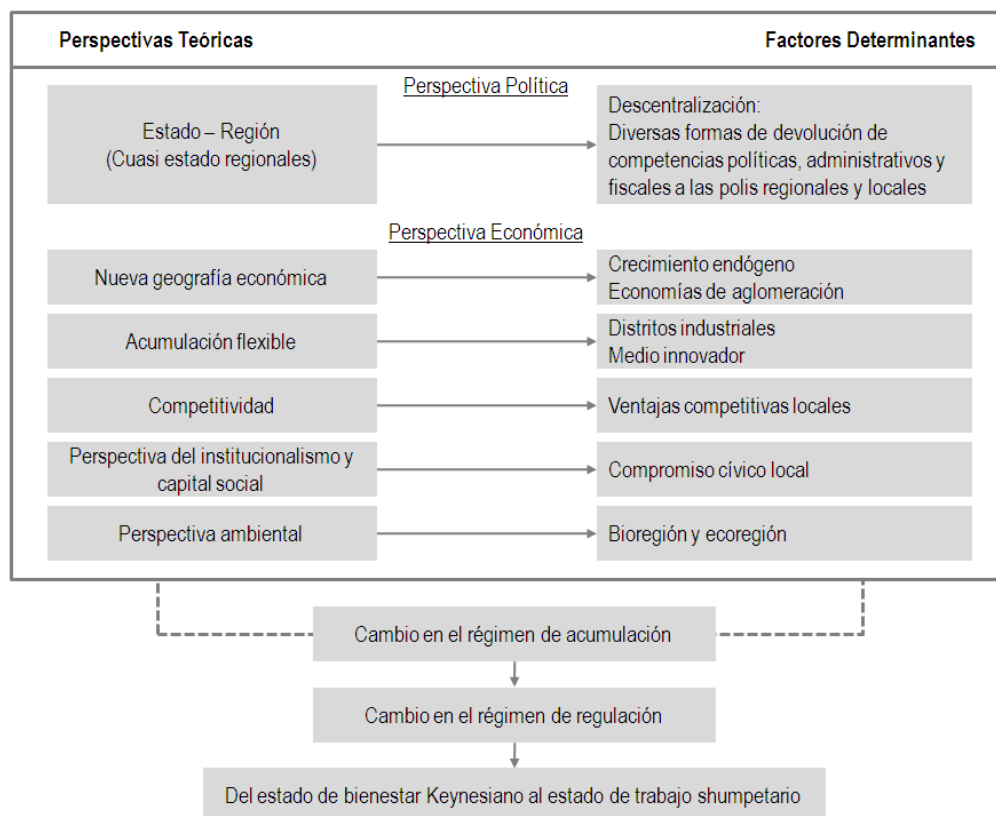 Perspectivas Teóricas
Factores Determinantes
Perspectiva Política
Estado – Región
(Cuasi estado regionales)
Descentralización:
Diversas formas de devolución de
competencias políticas, administrativos y
fiscales a las polis regionales y locales
Perspectiva Económica
Nueva geografía económica
Crecimiento endógeno
Economías de aglomeración
Acumulación flexible
Distritos industriales
Medio innovador
Competitividad
Ventajas competitivas locales
Perspectiva del institucionalismo y
capital social
Compromiso cívico local
Perspectiva ambiental
Bioregión y ecoregión
Cambio en el régimen de acumulación
Cambio en el régimen de regulación
Del estado de bienestar Keynesiano al estado de trabajo shumpetario